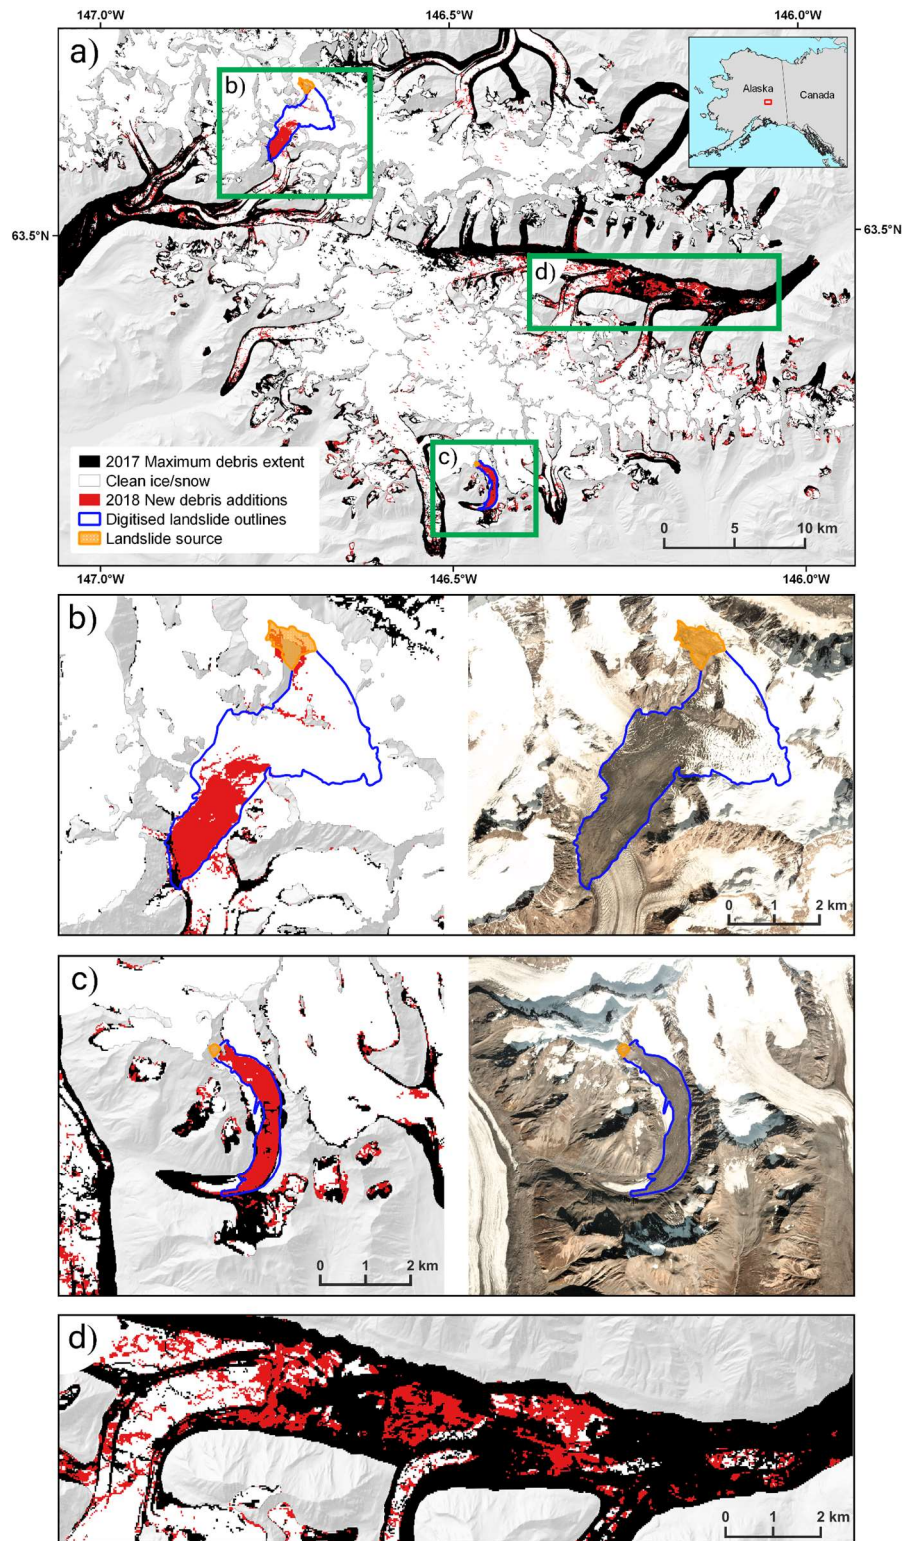 147.0°W 146.5°W 146.0°W
a)
b)
Alaska
Canada
63.5°N 63.5°N
d)
c)
2017 Maximum debris extent
Clean ice/snow
2018 New debris additions
Digitised landslide outlines
Landslide source
0 5 10 km
147.0°W 146.5°W 146.0°W
b)
0 1 2 km
c)
0 1 2 km
d)
0 1 2 km